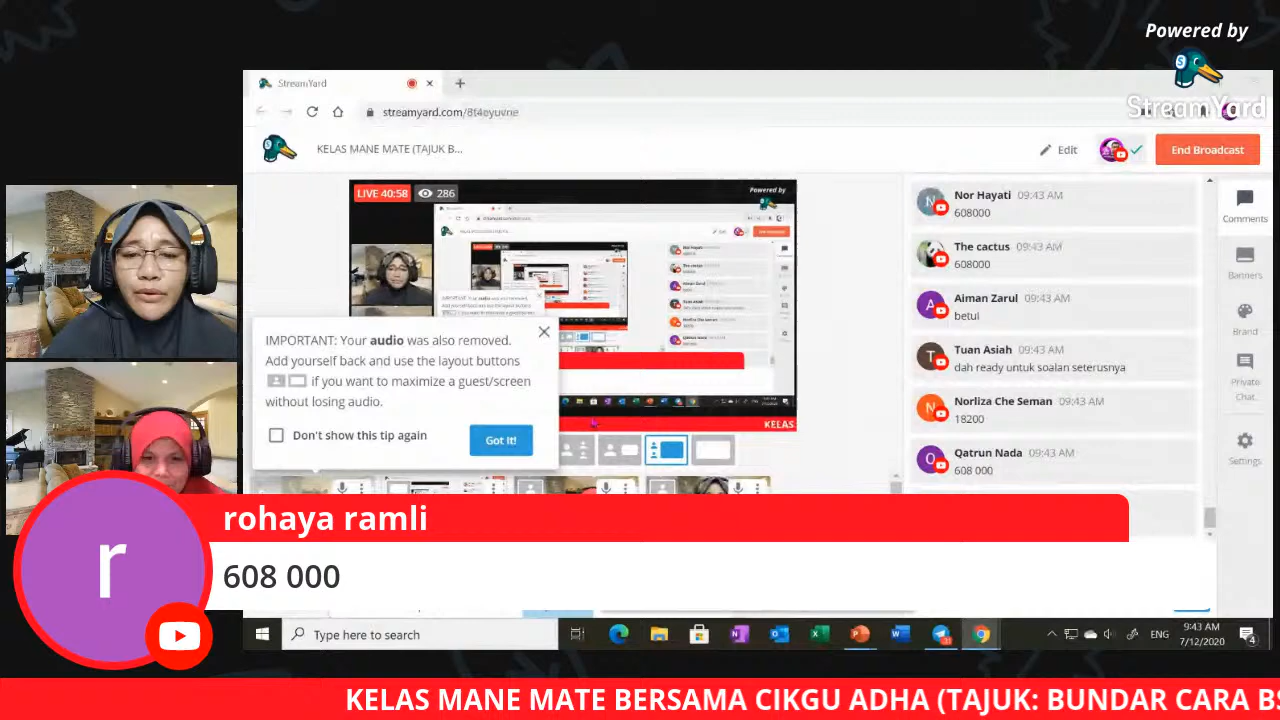 Powered by
StreamYard
StreamYard
streamyard.com/8t4eyuvne
KELAS MANE MATE (TAJUK B...
Edit
End Broadcast
LIVE 40:58
286
Powered by
KELAS
IMPORTANT: Your audio was also removed.
Add yourself back and use the layout buttons
if you want to maximize a guest/screen
without losing audio.
Don't show this tip again
Got It!
Nor Hayati 09:43 AM
608000
The cactus 09:43 AM
608000
Aiman Zarul 09:43 AM
betul
Tuan Asiah 09:43 AM
dah ready untuk soalan seterusnya
Norliza Che Seman 09:43 AM
18200
Qatrun Nada 09:43 AM
608 000
Comments
Banners
Brand
Private
Chat
Settings
r
rohaya ramli
608 000
Type here to search
ENG
9:43 AM
7/12/2020
4
KELAS MANE MATE BERSAMA CIKGU ADHA (TAJUK: BUNDAR CARA BS